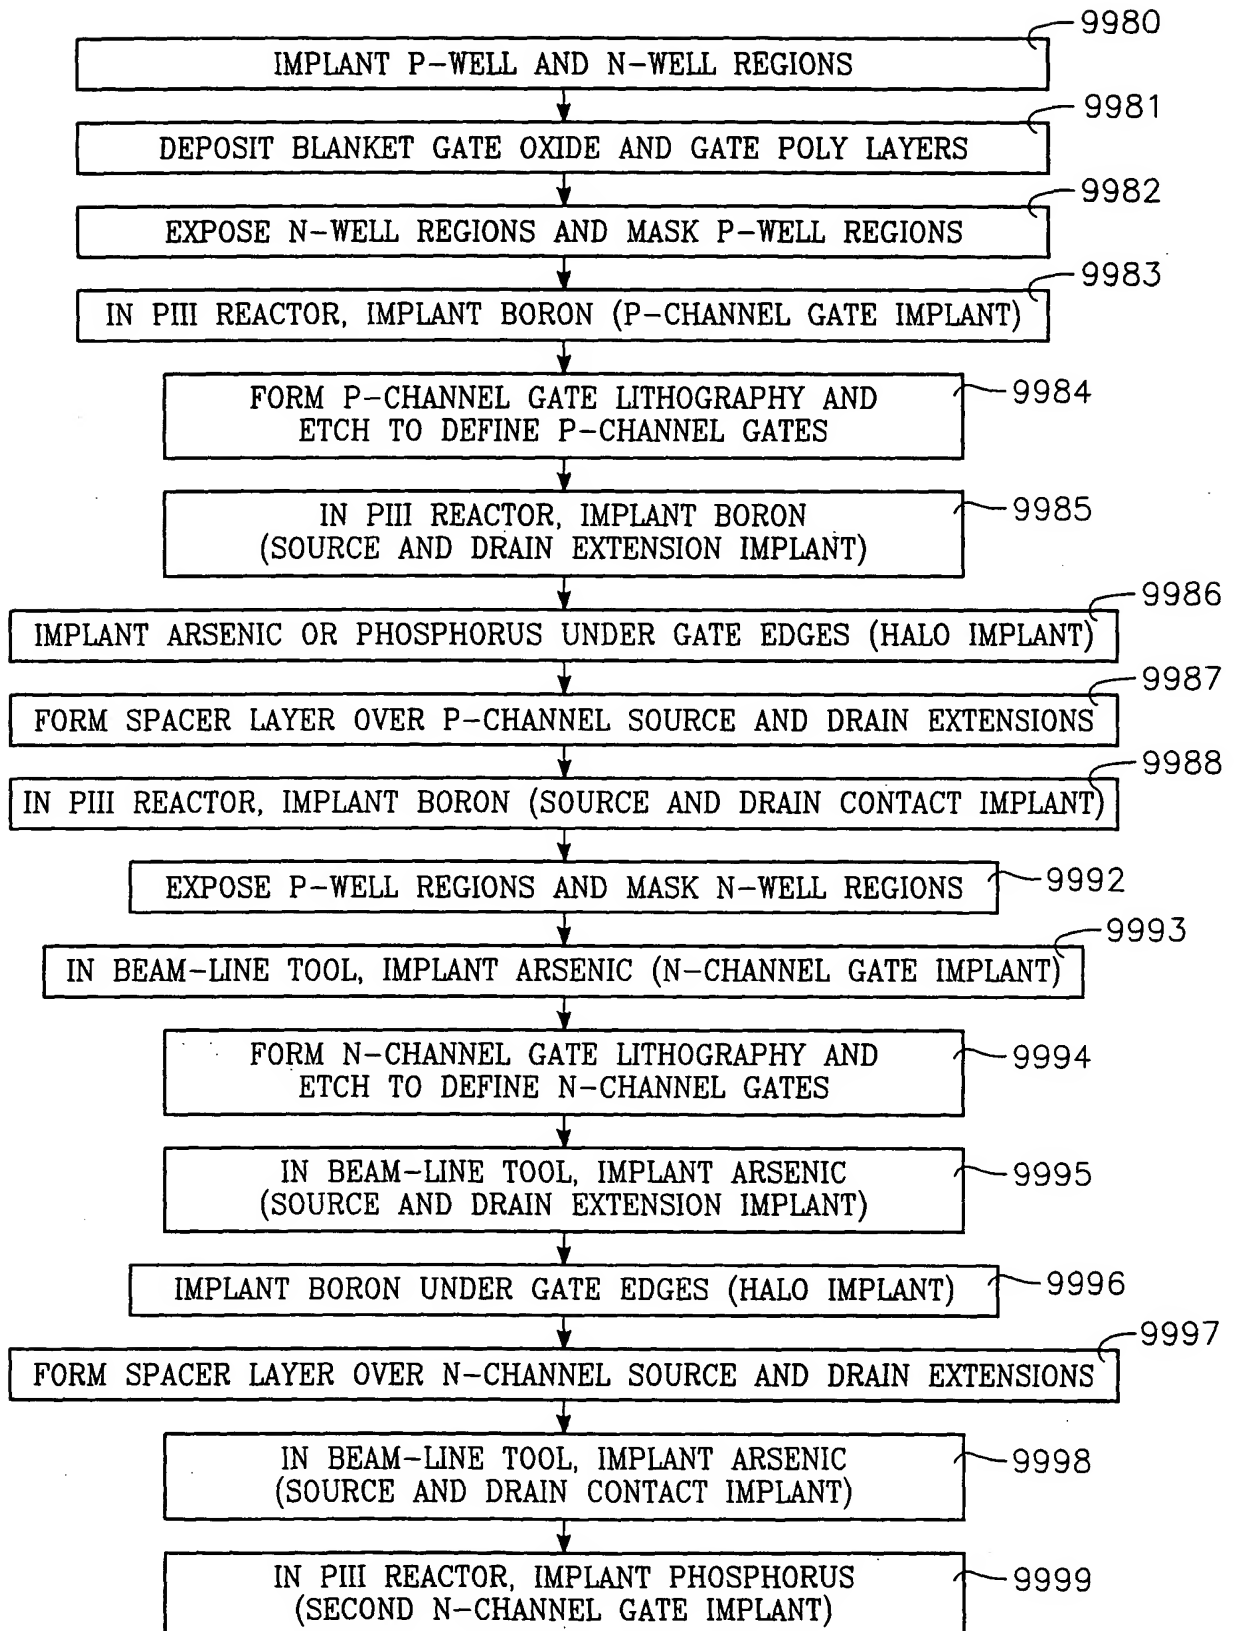 9980
IMPLANT P-WELL AND N-WELL REGIONS
9981
DEPOSIT BLANKET GATE OXIDE AND GATE POLY LAYERS
9982
EXPOSE N-WELL REGIONS AND MASK P-WELL REGIONS
9983
IN PIII REACTOR, IMPLANT BORON (P-CHANNEL GATE IMPLANT)
FORM P-CHANNEL GATE LITHOGRAPHY AND
ETCH TO DEFINE P-CHANNEL GATES
9984
IN PIII REACTOR, IMPLANT BORON
(SOURCE AND DRAIN EXTENSION IMPLANT)
9985
9986
IMPLANT ARSENIC OR PHOSPHORUS UNDER GATE EDGES (HALO IMPLANT)
9987
FORM SPACER LAYER OVER P-CHANNEL SOURCE AND DRAIN EXTENSIONS
9988
IN PIII REACTOR, IMPLANT BORON (SOURCE AND DRAIN CONTACT IMPLANT)
EXPOSE P-WELL REGIONS AND MASK N-WELL REGIONS
9992
9993
IN BEAM-LINE TOOL, IMPLANT ARSENIC (N-CHANNEL GATE IMPLANT)
FORM N-CHANNEL GATE LITHOGRAPHY AND
ETCH TO DEFINE N-CHANNEL GATES
9994
IN BEAM-LINE TOOL, IMPLANT ARSENIC
(SOURCE AND DRAIN EXTENSION IMPLANT)
9995
IMPLANT BORON UNDER GATE EDGES (HALO IMPLANT)
9996
9997
FORM SPACER LAYER OVER N-CHANNEL SOURCE AND DRAIN EXTENSIONS
IN BEAM-LINE TOOL, IMPLANT ARSENIC
(SOURCE AND DRAIN CONTACT IMPLANT)
9998
IN PIII REACTOR, IMPLANT PHOSPHORUS
(SECOND N-CHANNEL GATE IMPLANT)
9999